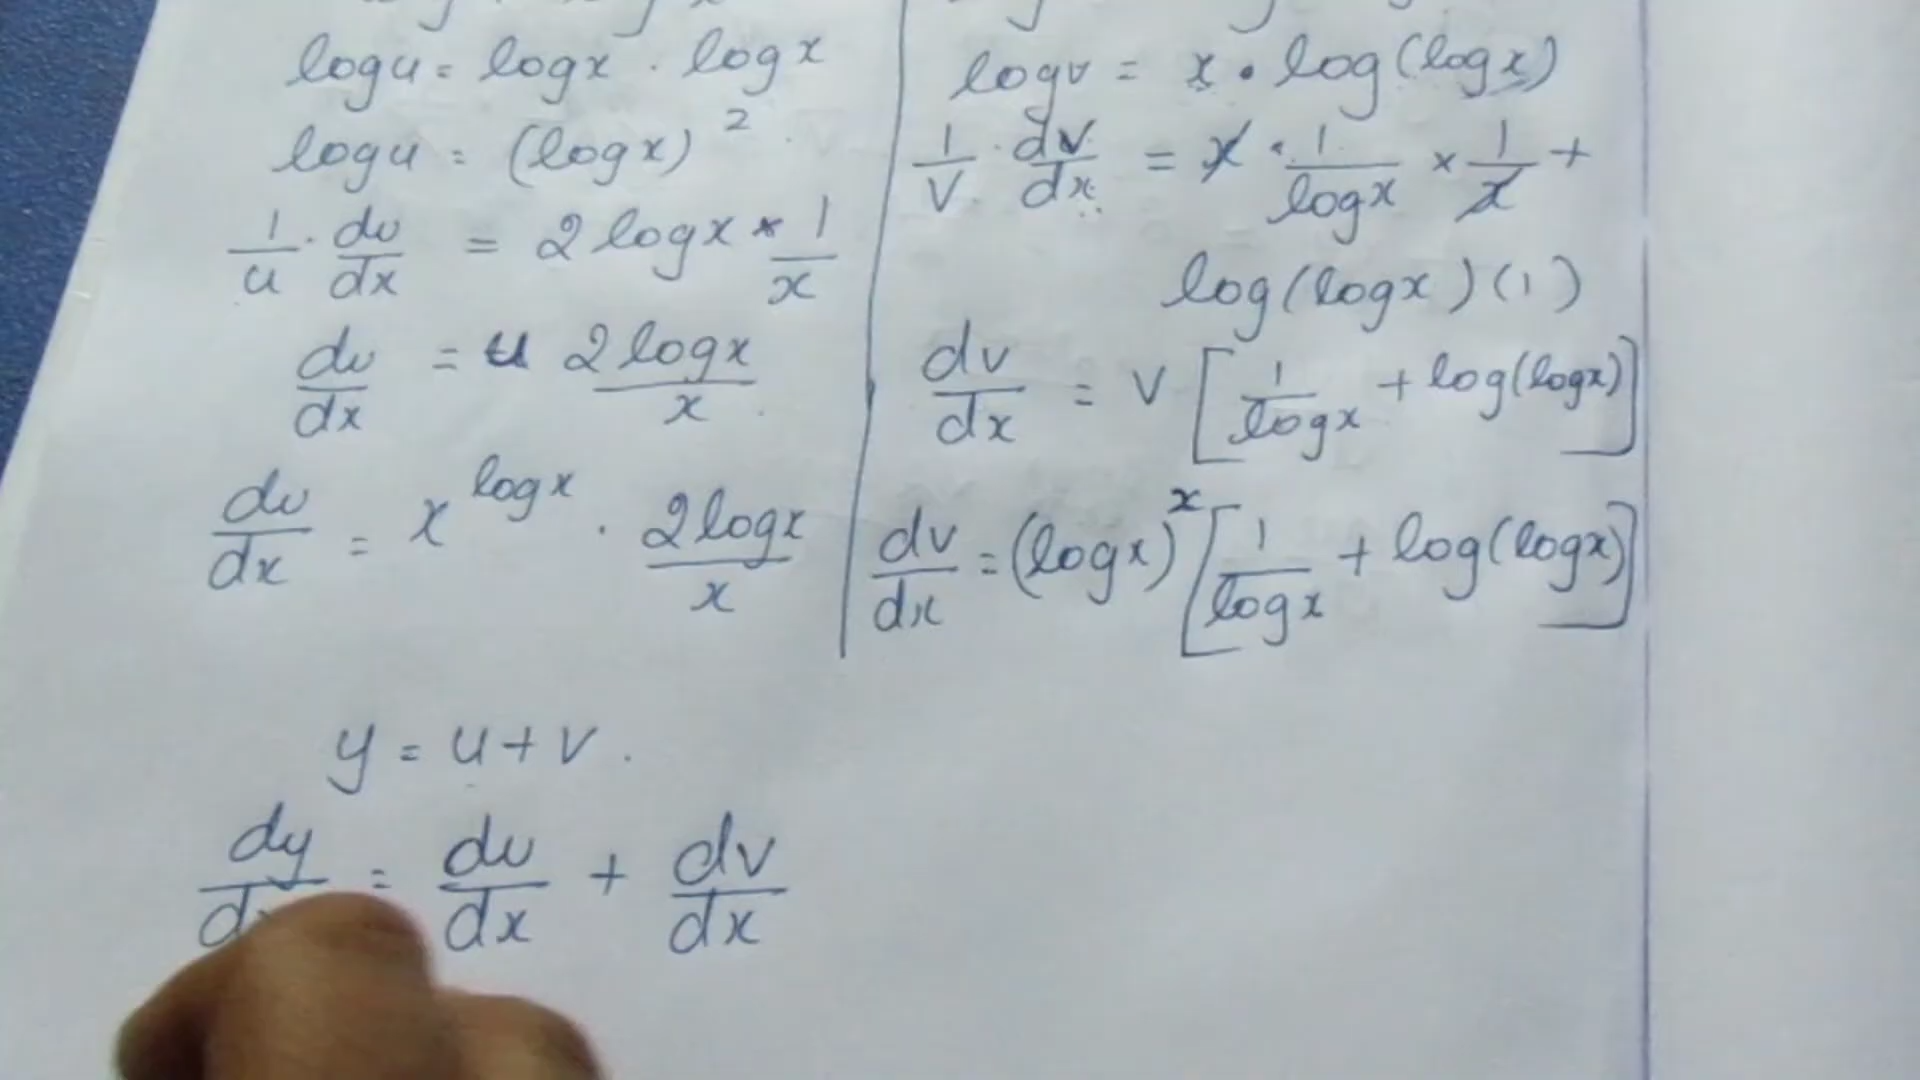 log u = log x . log x
log u = (log x)^2
1/u . du/dx = 2 log x * 1/x
du/dx = u 2 log x / x
du/dx = x^(log x) . 2 log x / x
log v = x . log(log x)
1/v . dv/dx = x . 1/log x × 1/x +
log(log x)(1)
dv/dx = v [1/log x + log(log x)]
dv/dx = (log x)^x [1/log x + log(log x)]
y = u + v.
dy/dx = du/dx + dv/dx